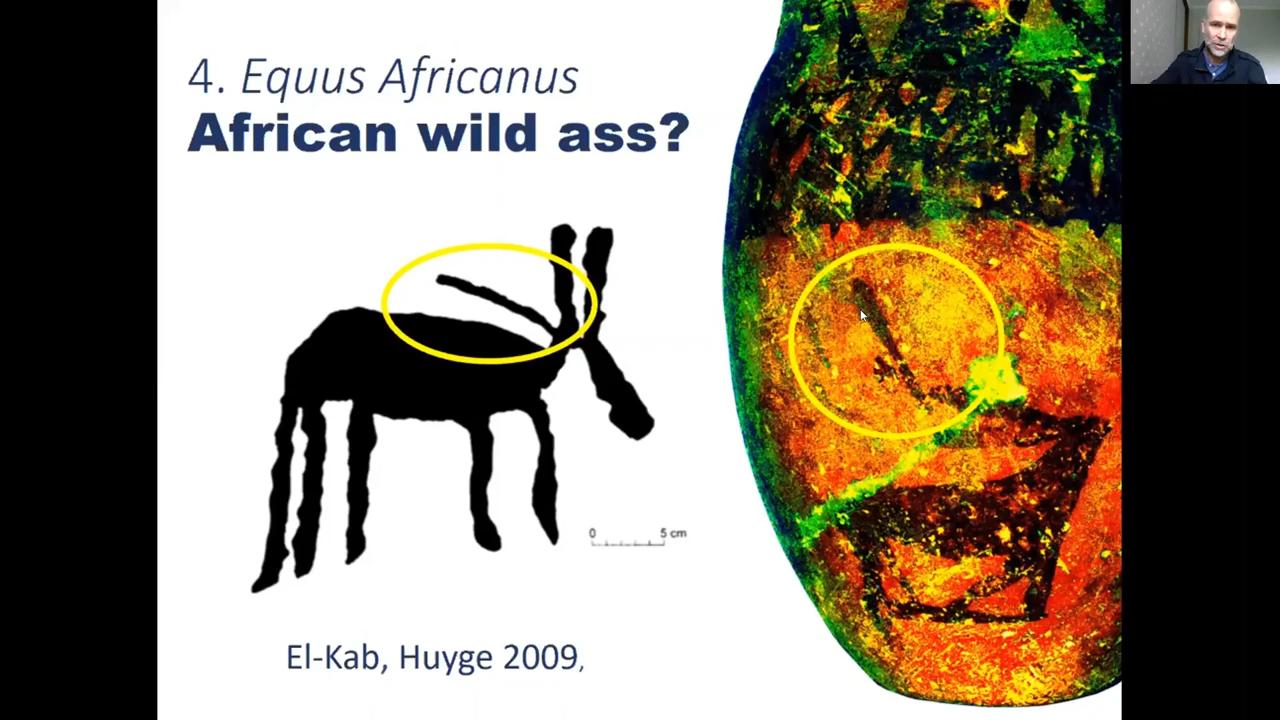 4. Equus Africanus
African wild ass?
0 5 cm
El-Kab, Huyge 2009,